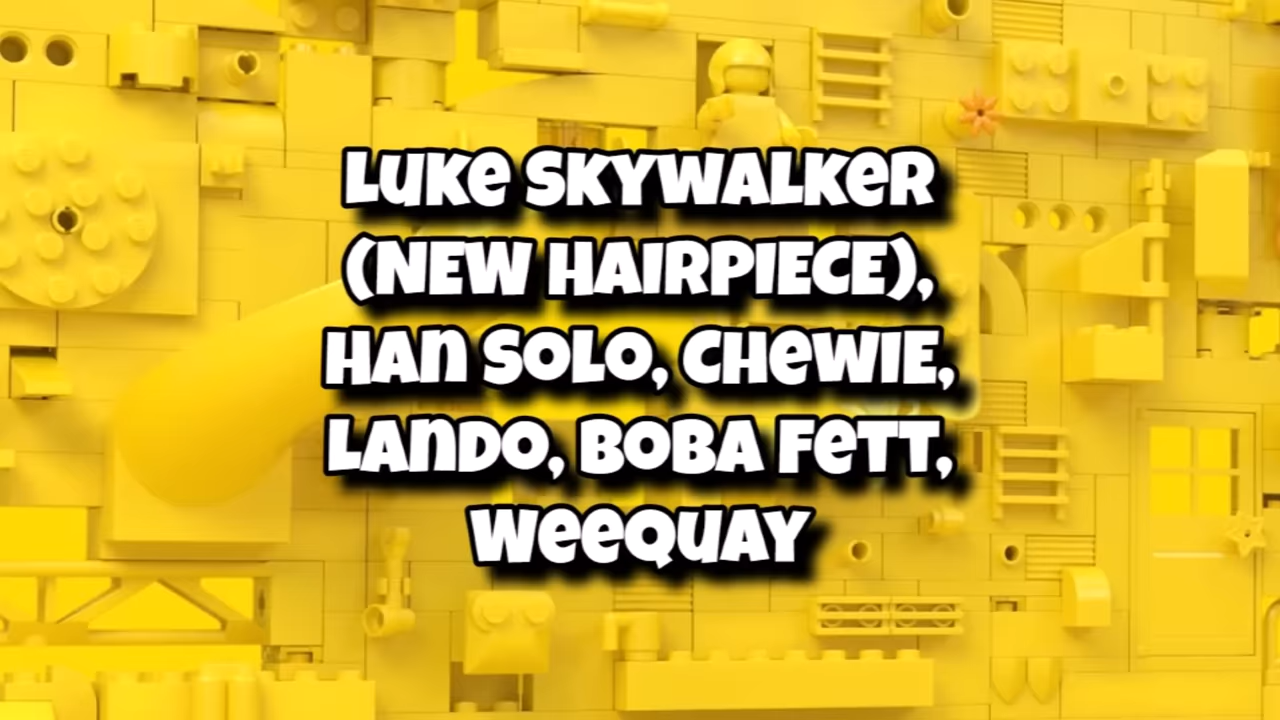 Luke Skywalker
(New Hairpiece),
Han Solo, Chewie,
Lando, Boba Fett,
Weequay